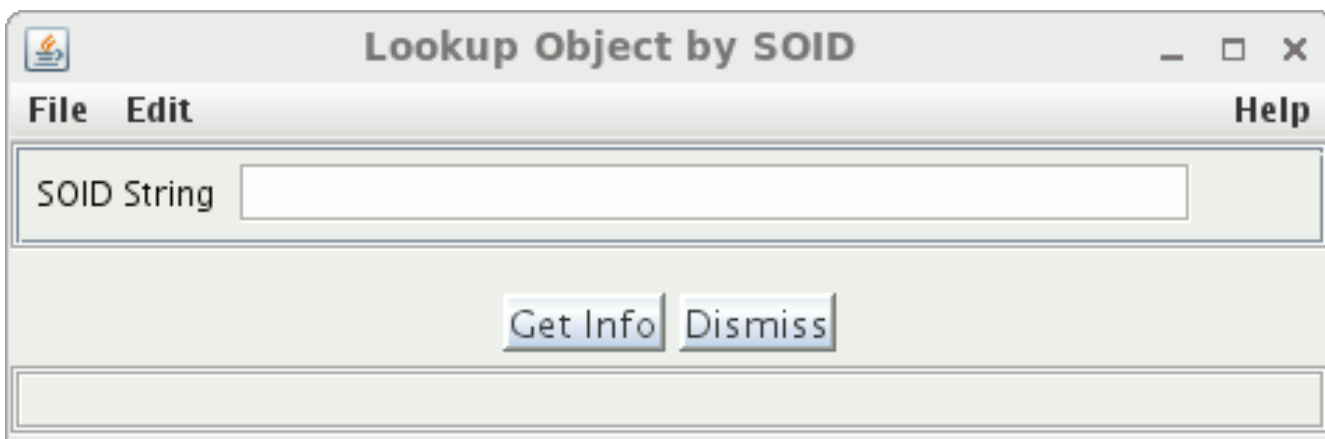 Lookup Object by SOID
File Edit Help
SOID String
Get Info Dismiss